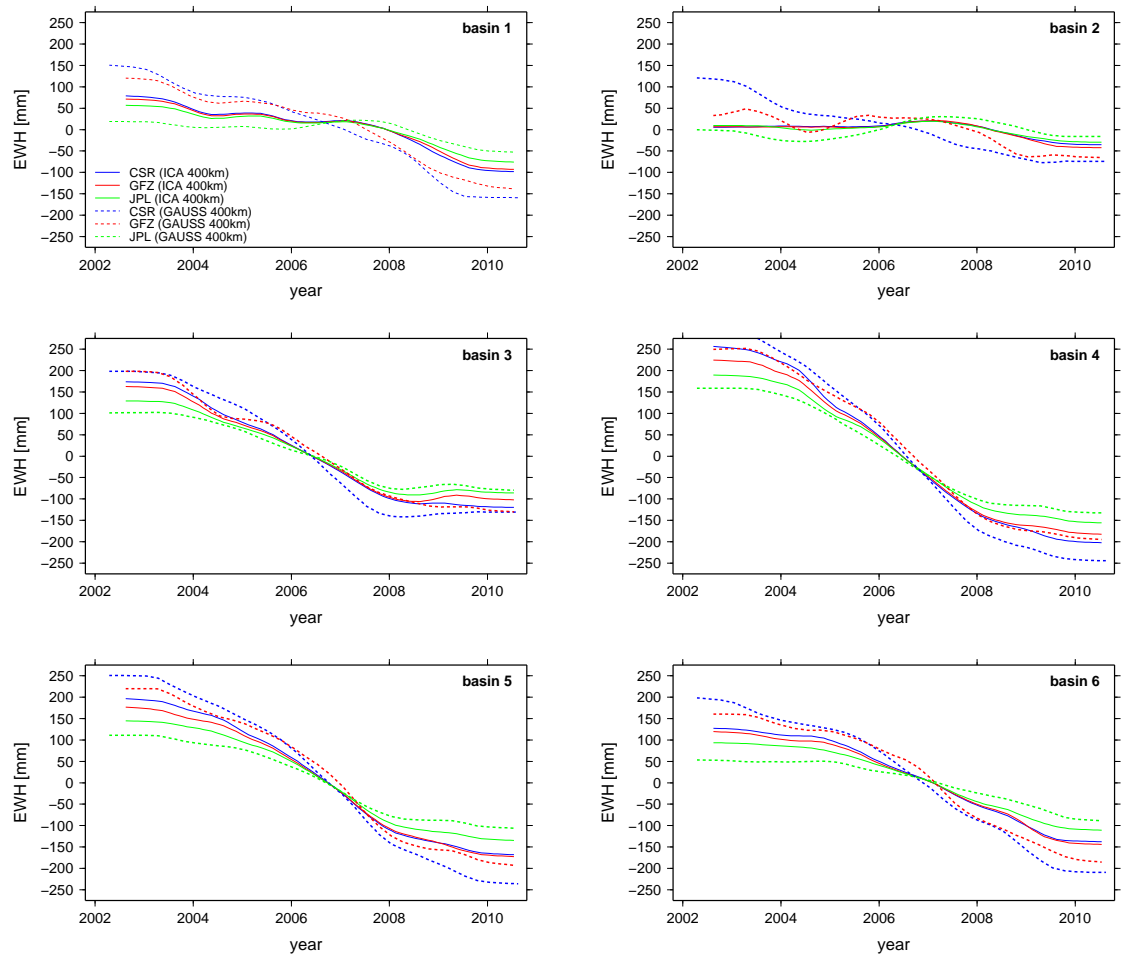 250
200
150
100
50
0
−50
−100
−150
−200
−250
EWH [mm]
basin 1
CSR (ICA 400km)
GFZ (ICA 400km)
JPL (ICA 400km)
CSR (GAUSS 400km)
GFZ (GAUSS 400km)
JPL (GAUSS 400km)
2002 2004 2006 2008 2010
year
250
200
150
100
50
0
−50
−100
−150
−200
−250
EWH [mm]
basin 2
2002 2004 2006 2008 2010
year
250
200
150
100
50
0
−50
−100
−150
−200
−250
EWH [mm]
basin 3
2002 2004 2006 2008 2010
year
250
200
150
100
50
0
−50
−100
−150
−200
−250
EWH [mm]
basin 4
2002 2004 2006 2008 2010
year
250
200
150
100
50
0
−50
−100
−150
−200
−250
EWH [mm]
basin 5
2002 2004 2006 2008 2010
year
250
200
150
100
50
0
−50
−100
−150
−200
−250
EWH [mm]
basin 6
2002 2004 2006 2008 2010
year